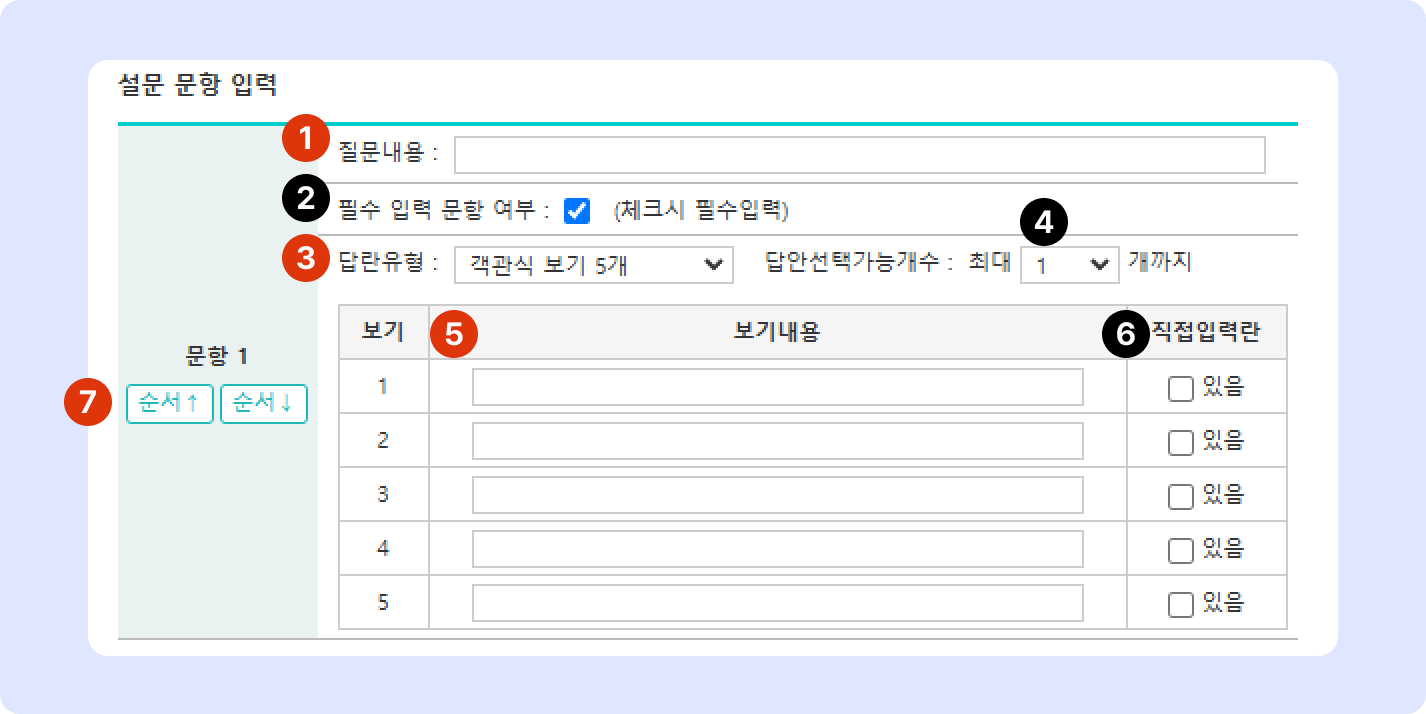 설문 문항 입력
1 질문내용 :
2 필수 입력 문항 여부 : (체크시 필수입력)
3 답란유형 : 객관식 보기 5개 답안선택가능개수 : 최대 4 1 개까지
보기 5 보기내용 6 직접입력란
문항 1
7 순서↑ 순서↓
1 있음
2 있음
3 있음
4 있음
5 있음